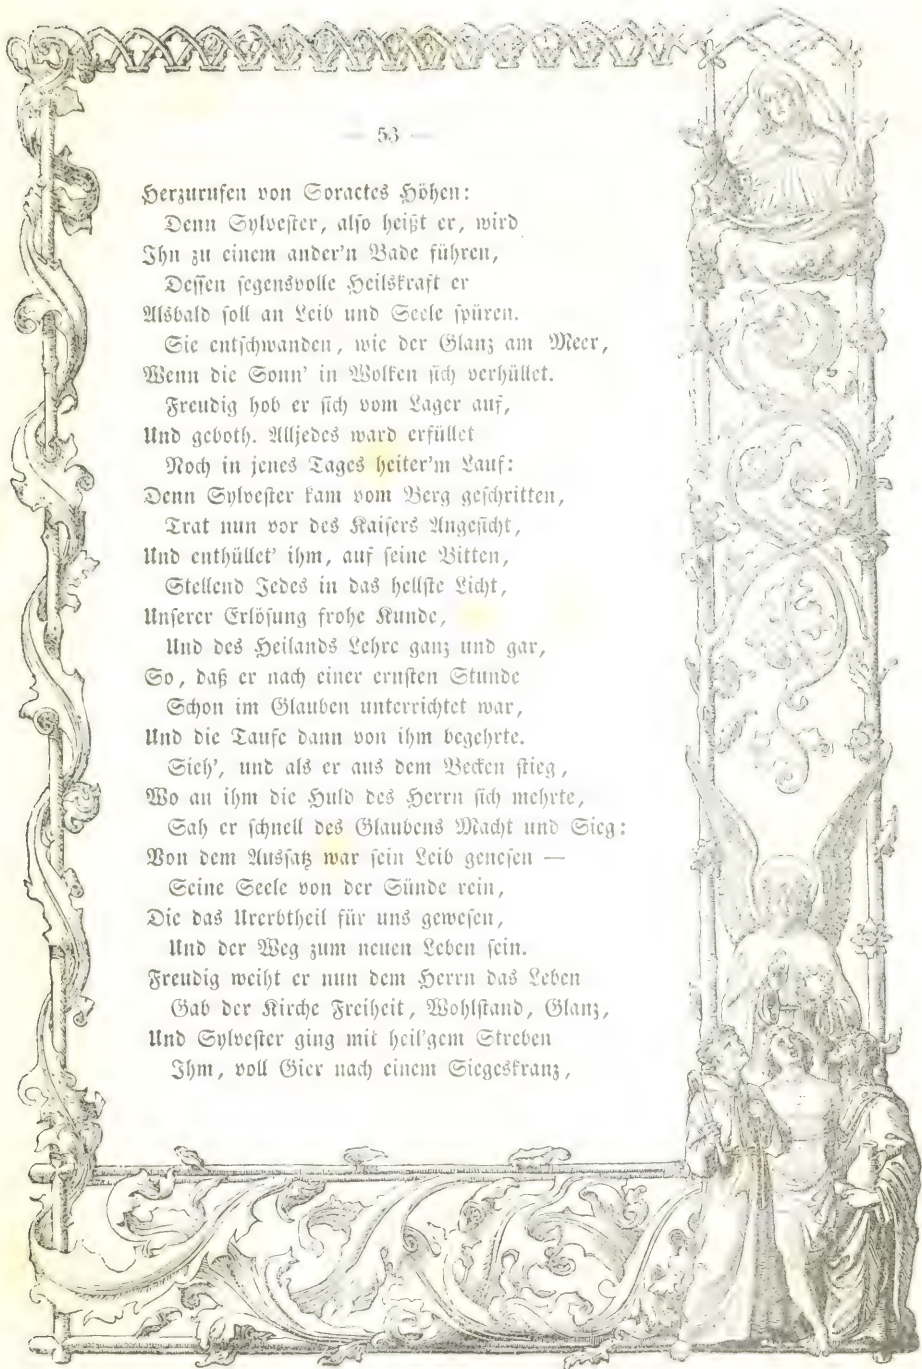 — 53 —
Herzurufen von Soractes Höhen:
Denn Sylvester, also heißt er, wird
Ihn zu einem ander'n Bade führen,
Dessen segensvolle Heilskraft er
Alsbald soll an Leib und Seele spüren.
Sie entschwanden, wie der Glanz am Meer,
Wenn die Sonn' in Wolken sich verhüllet.
Freudig hob er sich vom Lager auf,
Und geboth. Alljedes ward erfüllet
Noch in jenes Tages heiter'm Lauf:
Denn Sylvester kam vom Berg geschritten,
Trat nun vor des Kaisers Angesicht,
Und enthüllet' ihm, auf seine Bitten,
Stellend Jedes in das hellste Licht,
Unserer Erlösung frohe Kunde,
Und des Heilands Lehre ganz und gar,
So, daß er nach einer ernsten Stunde
Schon im Glauben unterrichtet war,
Und die Taufe dann von ihm begehrte.
Sieh', und als er aus dem Becken stieg,
Wo an ihm die Huld des Herrn sich mehrte,
Sah er schnell des Glaubens Macht und Sieg:
Von dem Aussatz war sein Leib genesen —
Seine Seele von der Sünde rein,
Die das Urerbtheil für uns gewesen,
Und der Weg zum neuen Leben sein.
Freudig weiht er nun dem Herrn das Leben
Gab der Kirche Freiheit, Wohlstand, Glanz,
Und Sylvester ging mit heil'gem Streben
Ihm, voll Gier nach einem Siegeskranz,